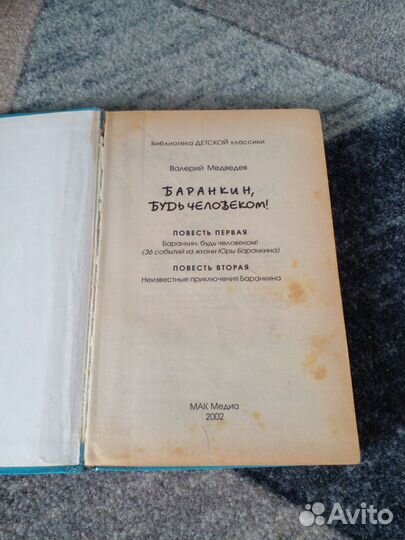 Библиотека ДЕТСКОЙ классики
Валерий Медведев
БАРАНКИН,
БУДЬ ЧЕЛОВЕКОМ!
ПОВЕСТЬ ПЕРВАЯ
Баранкин, будь человеком!
(36 событий из жизни Юры Баранкина)
ПОВЕСТЬ ВТОРАЯ
Неизвестные приключения Баранкина
МАК Медиа
2002
Avito